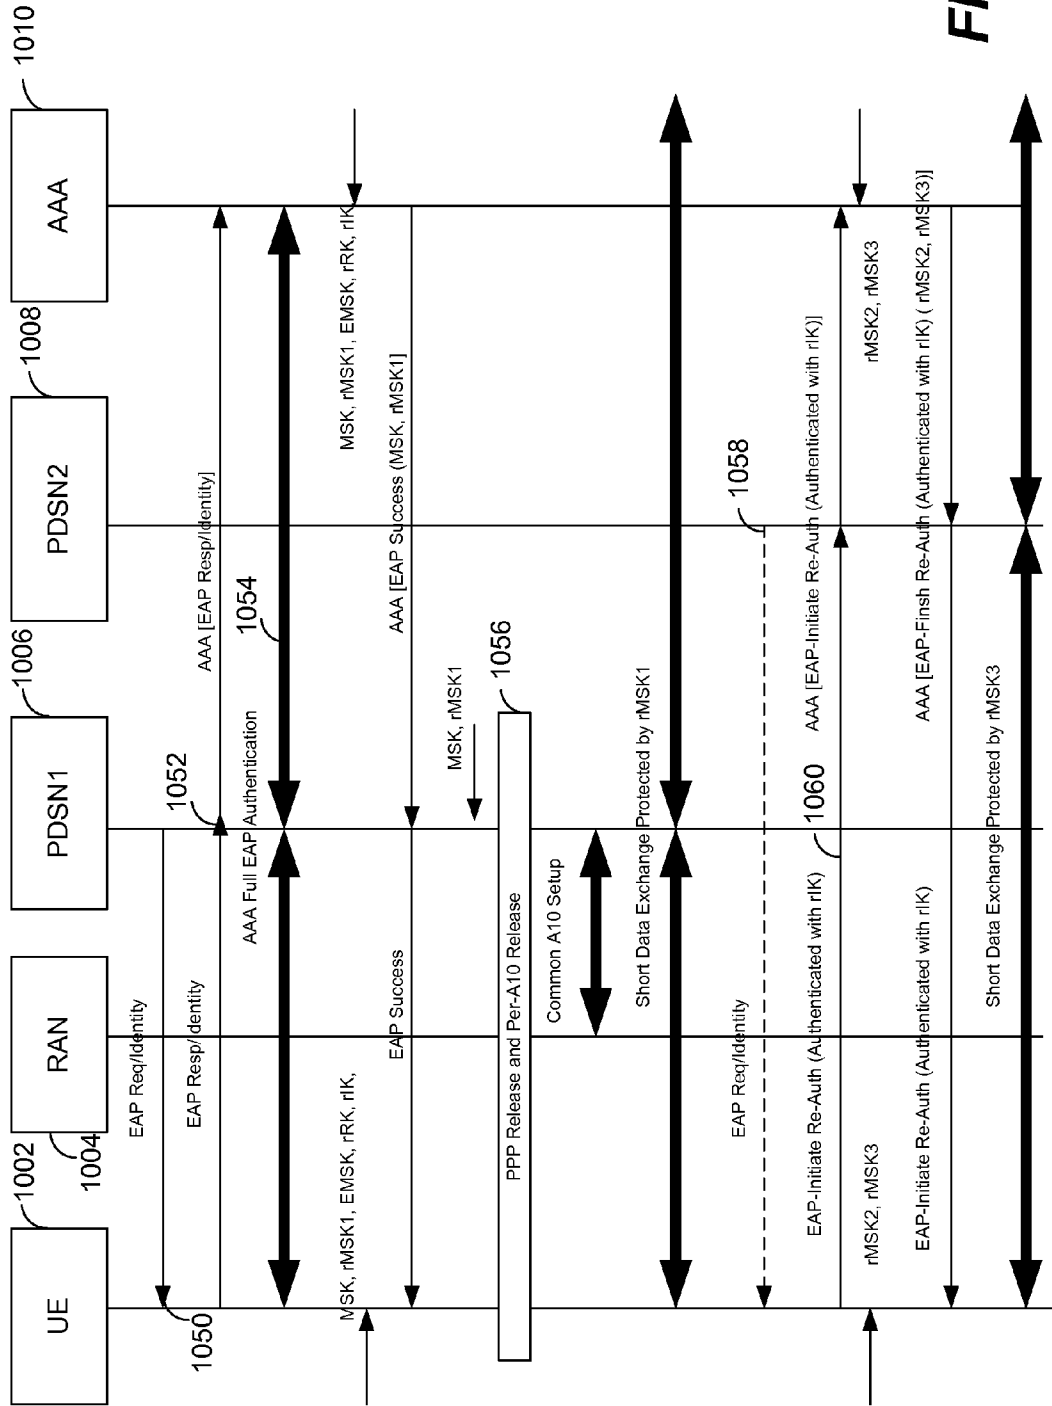 UE
1002
RAN
1004
PDSN1
1006
PDSN2
1008
AAA
1010
EAP Req/Identity
1050
EAP Resp/Identity
1052
AAA [EAP Resp/Identity]
AAA Full EAP Authentication
1054
MSK, rMSK1, EMSK, rRK, rIK,
MSK, rMSK1, EMSK, rRK, rIK
EAP Success
AAA [EAP Success (MSK, rMSK1]
MSK, rMSK1
PPP Release and Per-A10 Release
1056
Common A10 Setup
Short Data Exchange Protected by rMSK1
EAP Req/Identity
1058
EAP-Initiate Re-Auth (Authenticated with rIK)
1060
AAA [EAP-Initiate Re-Auth (Authenticated with rIK)]
rMSK2, rMSK3
rMSK2, rMSK3
EAP-Initiate Re-Auth (Authenticated with rIK)
AAA [EAP-Finsh Re-Auth (Authenticated with rIK) ( rMSK2, rMSK3)]
Short Data Exchange Protected by rMSK3